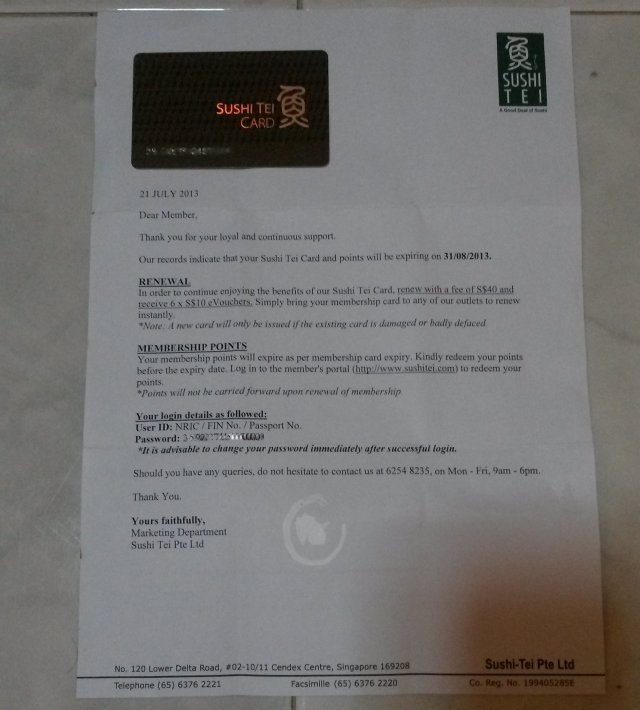 SUSHI TEI
CARD
魚
魚
SUSHI
TEI
A Great Deal of Sushi
21 JULY 2013
Dear Member,
Thank you for your loyal and continuous support.
Our records indicate that your Sushi Tei Card and points will be expiring on 31/08/2013.
RENEWAL
In order to continue enjoying the benefits of our Sushi Tei Card, renew with a fee of S$40 and
receive 6 x S$10 eVouchers. Simply bring your membership card to any of our outlets to renew
instantly.
*Note: A new card will only be issued if the existing card is damaged or badly defaced
MEMBERSHIP POINTS
Your membership points will expire as per membership card expiry. Kindly redeem your points
before the expiry date. Log in to the member's portal (http://www.sushitei.com) to redeem your
points.
*Points will not be carried forward upon renewal of membership
Your login details as followed:
User ID: NRIC / FIN No. / Passport No.
Password:
*It is advisable to change your password immediately after successful login.
Should you have any queries, do not hesitate to contact us at 6254 8235, on Mon - Fri, 9am - 6pm.
Thank You.
Yours faithfully,
Marketing Department
Sushi Tei Pte Ltd
No. 120 Lower Delta Road, #02-10/11 Cendex Centre, Singapore 169208
Sushi-Tei Pte Ltd
Telephone (65) 6376 2221
Facsimille (65) 6376 2220
Co. Reg. No. 199405285E